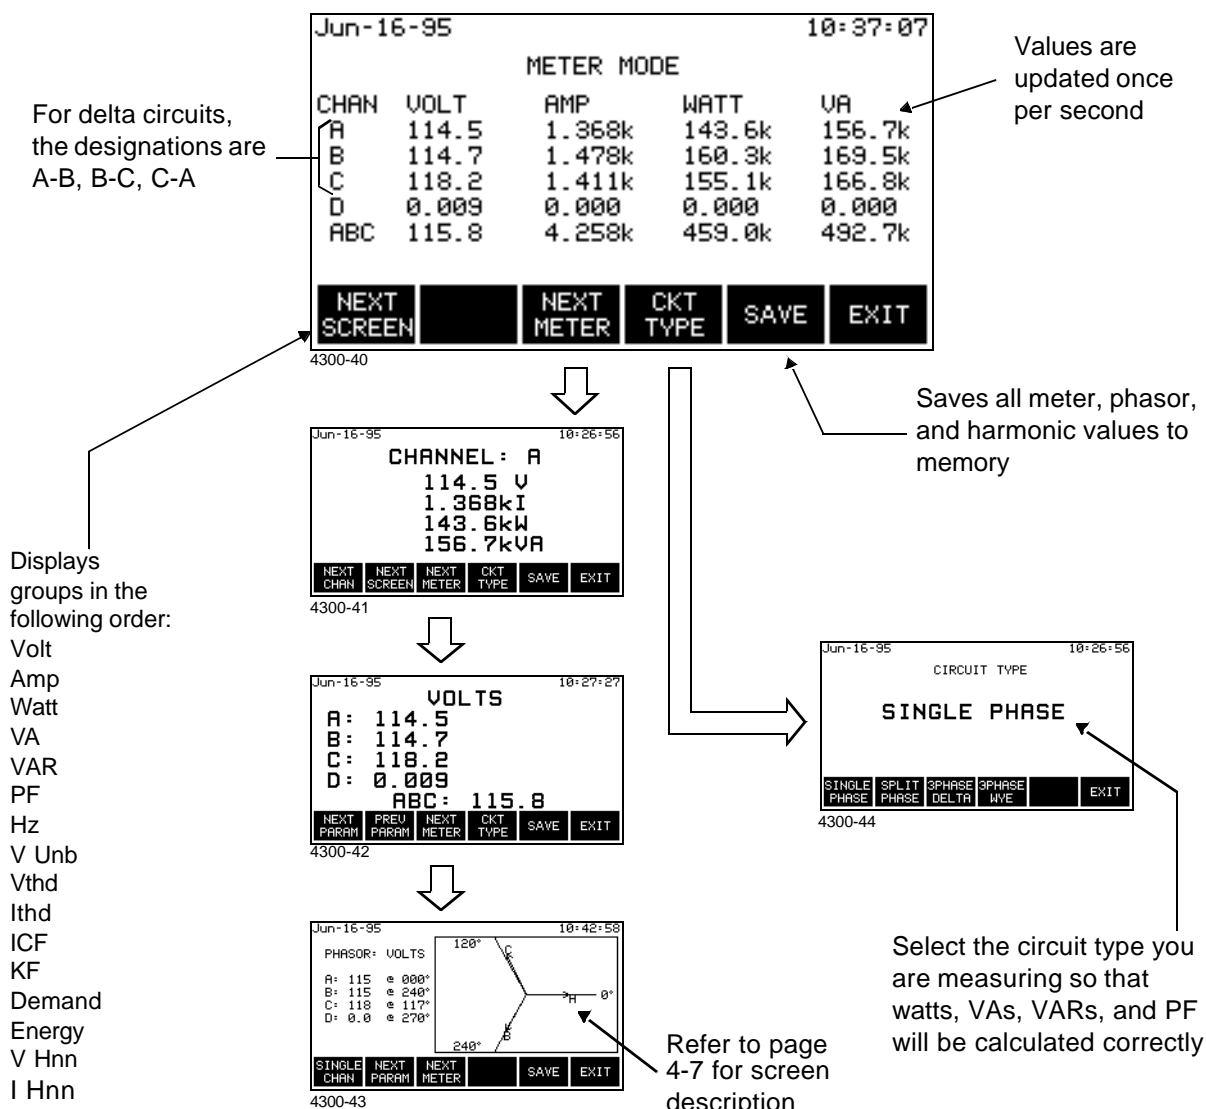 Jun-16-95 10:37:07
METER MODE
CHAN VOLT AMP WATT VA
A 114.5 1.368k 143.6k 156.7k
B 114.7 1.478k 160.3k 169.5k
C 118.2 1.411k 155.1k 166.8k
D 0.009 0.000 0.000 0.000
ABC 115.8 4.258k 459.0k 492.7k
NEXT SCREEN NEXT METER CKT TYPE SAVE EXIT
4300-40
For delta circuits,
the designations are
A-B, B-C, C-A
Values are
updated once
per second
Saves all meter, phasor,
and harmonic values to
memory
Displays
groups in the
following order:
Volt
Amp
Watt
VA
VAR
PF
Hz
V Unb
Vthd
Ithd
ICF
KF
Demand
Energy
V Hnn
I Hnn
Jun-16-95 10:26:56
CHANNEL: A
114.5 V
1.368kI
143.6kW
156.7kVA
NEXT CHAN NEXT SCREEN NEXT METER CKT TYPE SAVE EXIT
4300-41
Jun-16-95 10:27:27
VOLTS
A: 114.5
B: 114.7
C: 118.2
D: 0.009
ABC: 115.8
NEXT PARAM PREV PARAM NEXT METER CKT TYPE SAVE EXIT
4300-42
Jun-16-95 10:42:58
PHASOR: VOLTS
A: 115 @ 000°
B: 115 @ 240°
C: 118 @ 117°
D: 0.0 @ 270°
120°
C
A 0°
B
240°
SINGLE CHAN NEXT PARAM NEXT METER SAVE EXIT
4300-43
Refer to page
4-7 for screen
description
Jun-16-95 10:26:56
CIRCUIT TYPE
SINGLE PHASE
SINGLE PHASE SPLIT PHASE 3PHASE DELTA 3PHASE WYE EXIT
4300-44
Select the circuit type you
are measuring so that
watts, VAs, VARs, and PF
will be calculated correctly